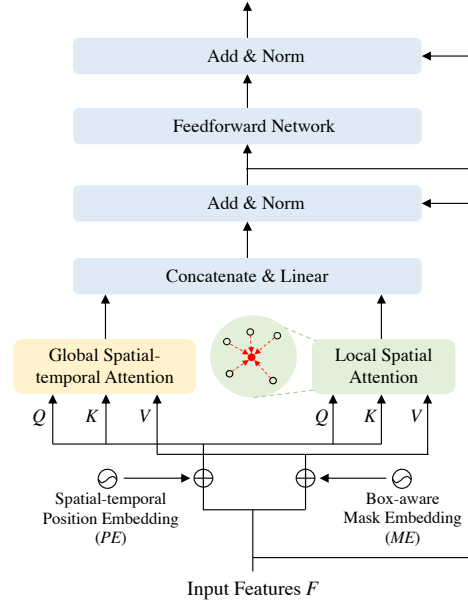 Add & Norm
Feedforward Network
Add & Norm
Concatenate & Linear
Global Spatial-
temporal Attention
Local Spatial
Attention
Q K V Q K V
Spatial-temporal
Position Embedding
(PE)
Box-aware
Mask Embedding
(ME)
Input Features F